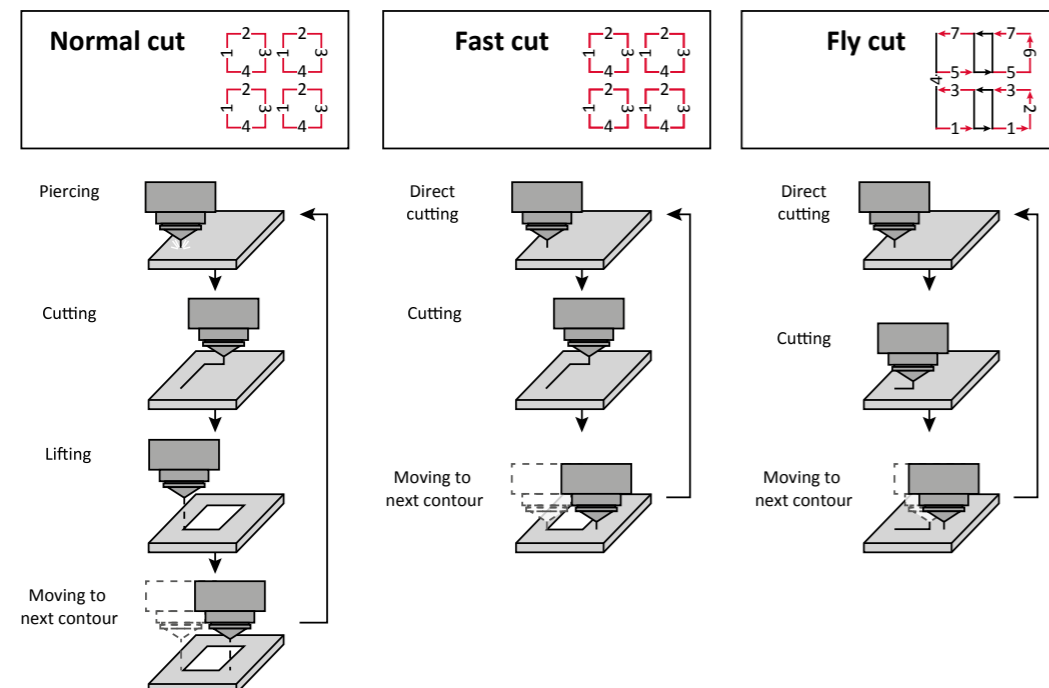 Normal cut
2
1
3
4
2
1
3
4
2
1
3
4
2
1
3
4
Piercing
Cutting
Lifting
Moving to
next contour
Fast cut
2
1
3
4
2
1
3
4
2
1
3
4
2
1
3
4
Direct
cutting
Cutting
Moving to
next contour
Fly cut
7
7
6
5
5
4
3
3
2
1
1
Direct
cutting
Cutting
Moving to
next contour